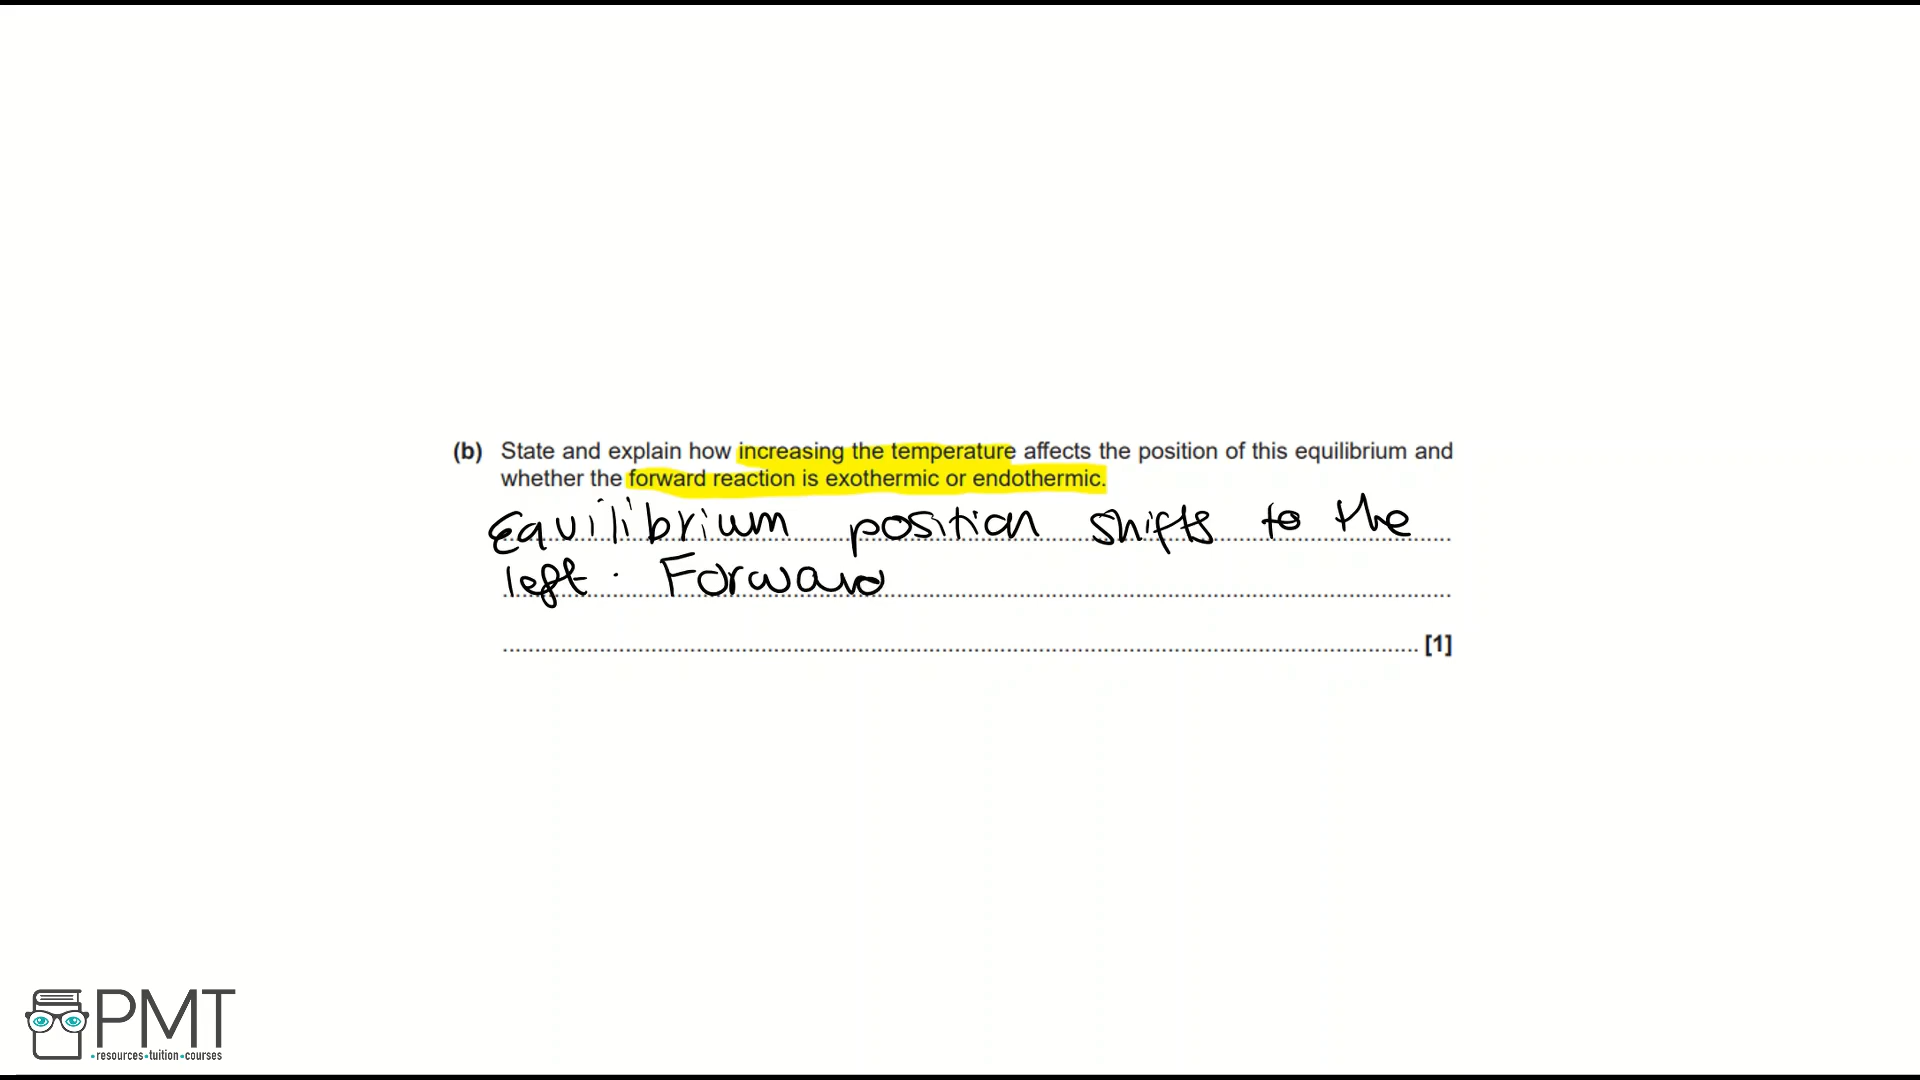 (b) State and explain how increasing the temperature affects the position of this equilibrium and
whether the forward reaction is exothermic or endothermic.
Equilibrium position shifts to the
left. Forward
[1]
PMT
•resources•tuition•courses